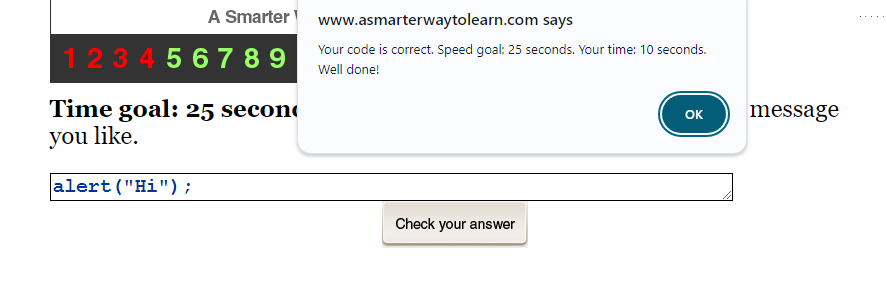 A Smarter
www.asmarterwaytolearn.com says
Your code is correct. Speed goal: 25 seconds. Your time: 10 seconds.
Well done!
OK
1 2 3 4 5 6 7 8 9
Time goal: 25 message
you like.
alert("Hi");
Check your answer